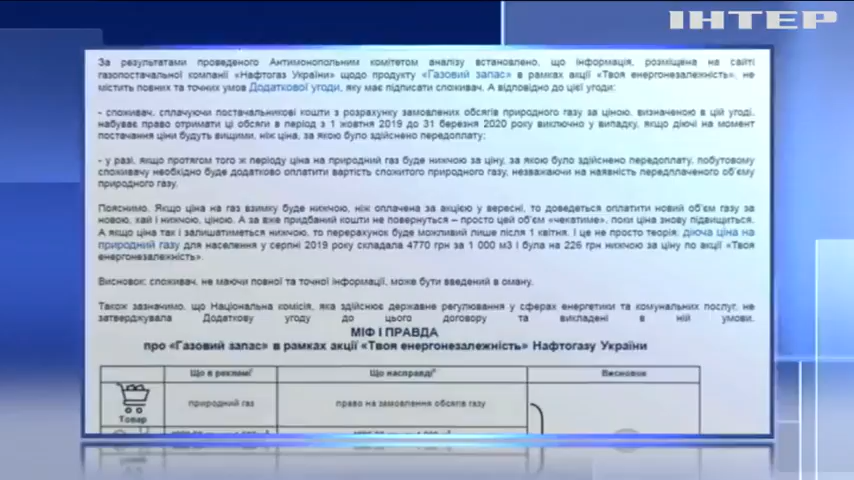 ІНТЕР
За результатами проведеного Антимонопольним комітетом аналізу встановлено, що інформація, розміщена на сайті
газопостачальної компанії «Нафтогаз України» щодо продукту «Газовий запас» в рамках акції «Твоя енергонезалежність», не
містить повних та точних умов Додаткової угоди, яку має підписати споживач. А відповідно до цієї угоди:
- споживач, сплачуючи постачальникові кошти з розрахунку замовлених обсягів природного газу за ціною, визначеною в цій угоді,
набуває право отримати ці обсяги в період з 1 жовтня 2019 до 31 березня 2020 року виключно у випадку, якщо діючі на момент
постачання ціни будуть вищими, ніж ціна, за якою було здійснено передоплату;
- у разі, якщо протягом того ж періоду ціна на природний газ буде нижчою за ціну, за якою було здійснено передоплату, побутовому
споживачу необхідно буде додатково оплатити вартість спожитого природного газу, незважаючи на наявність передплаченого об'єму
природного газу.
Пояснимо. Якщо ціна на газ взимку буде нижчою, ніж оплачена за акцією у вересні, то доведеться оплатити новий об'єм газу за
новою, хай і нижчою, ціною. А за вже придбаний кошти не повернуться – просто цей об'єм «чекатиме», поки ціна знову підвищиться.
А якщо ціна так і залишатиметься нижчою, то перерахунок буде можливий лише після 1 квітня. І це не просто теорія: діюча ціна на
природний газу для населення у серпні 2019 року складала 4770 грн за 1 000 м3 і була на 226 грн нижчою за ціну по акції «Твоя
енергонезалежність».
Висновок: споживач, не маючи повної та точної інформації, може бути введений в оману.
Також зазначимо, що Національна комісія, яка здійснює державне регулювання у сферах енергетики та комунальних послуг, не
затверджувала Додаткову угоду до цього договору та викладені в ній умови.
МІФ І ПРАВДА
про «Газовий запас» в рамках акції «Твоя енергонезалежність» Нафтогазу України
Що в рекламі Що насправді Висновок
Товар природний газ право на замовлення обсягів газу